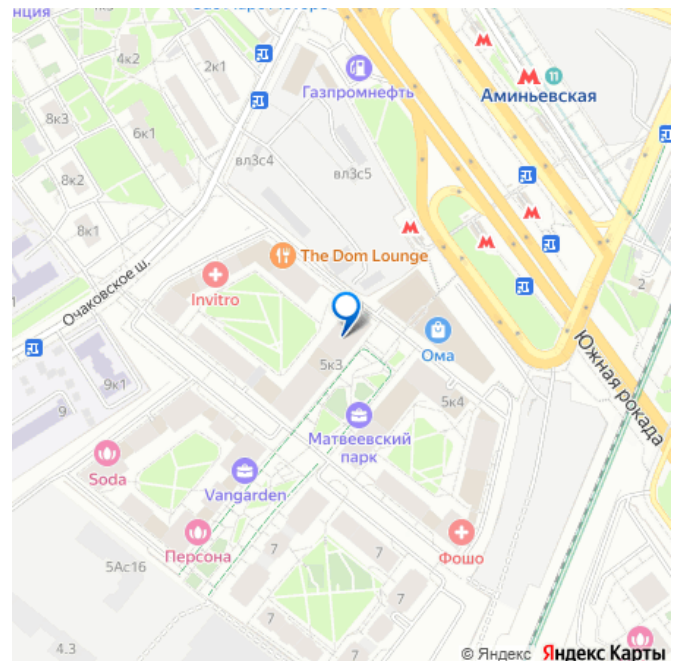 нция
4к2
2к1
Газпромнефть
11
Аминьевская
8к3
6к1
вл3с4
вл3с5
8к2
8к1
The Dom Lounge
Invitro
Очаковское ш.
2
Ома
Южная рокада
5к3
9к1
9
5к4
Матвеевский
парк
Soda
Vangarden
Персона
Фошо
7
7
7
7
5Ас16
4.3
© Яндекс Яндекс Карты